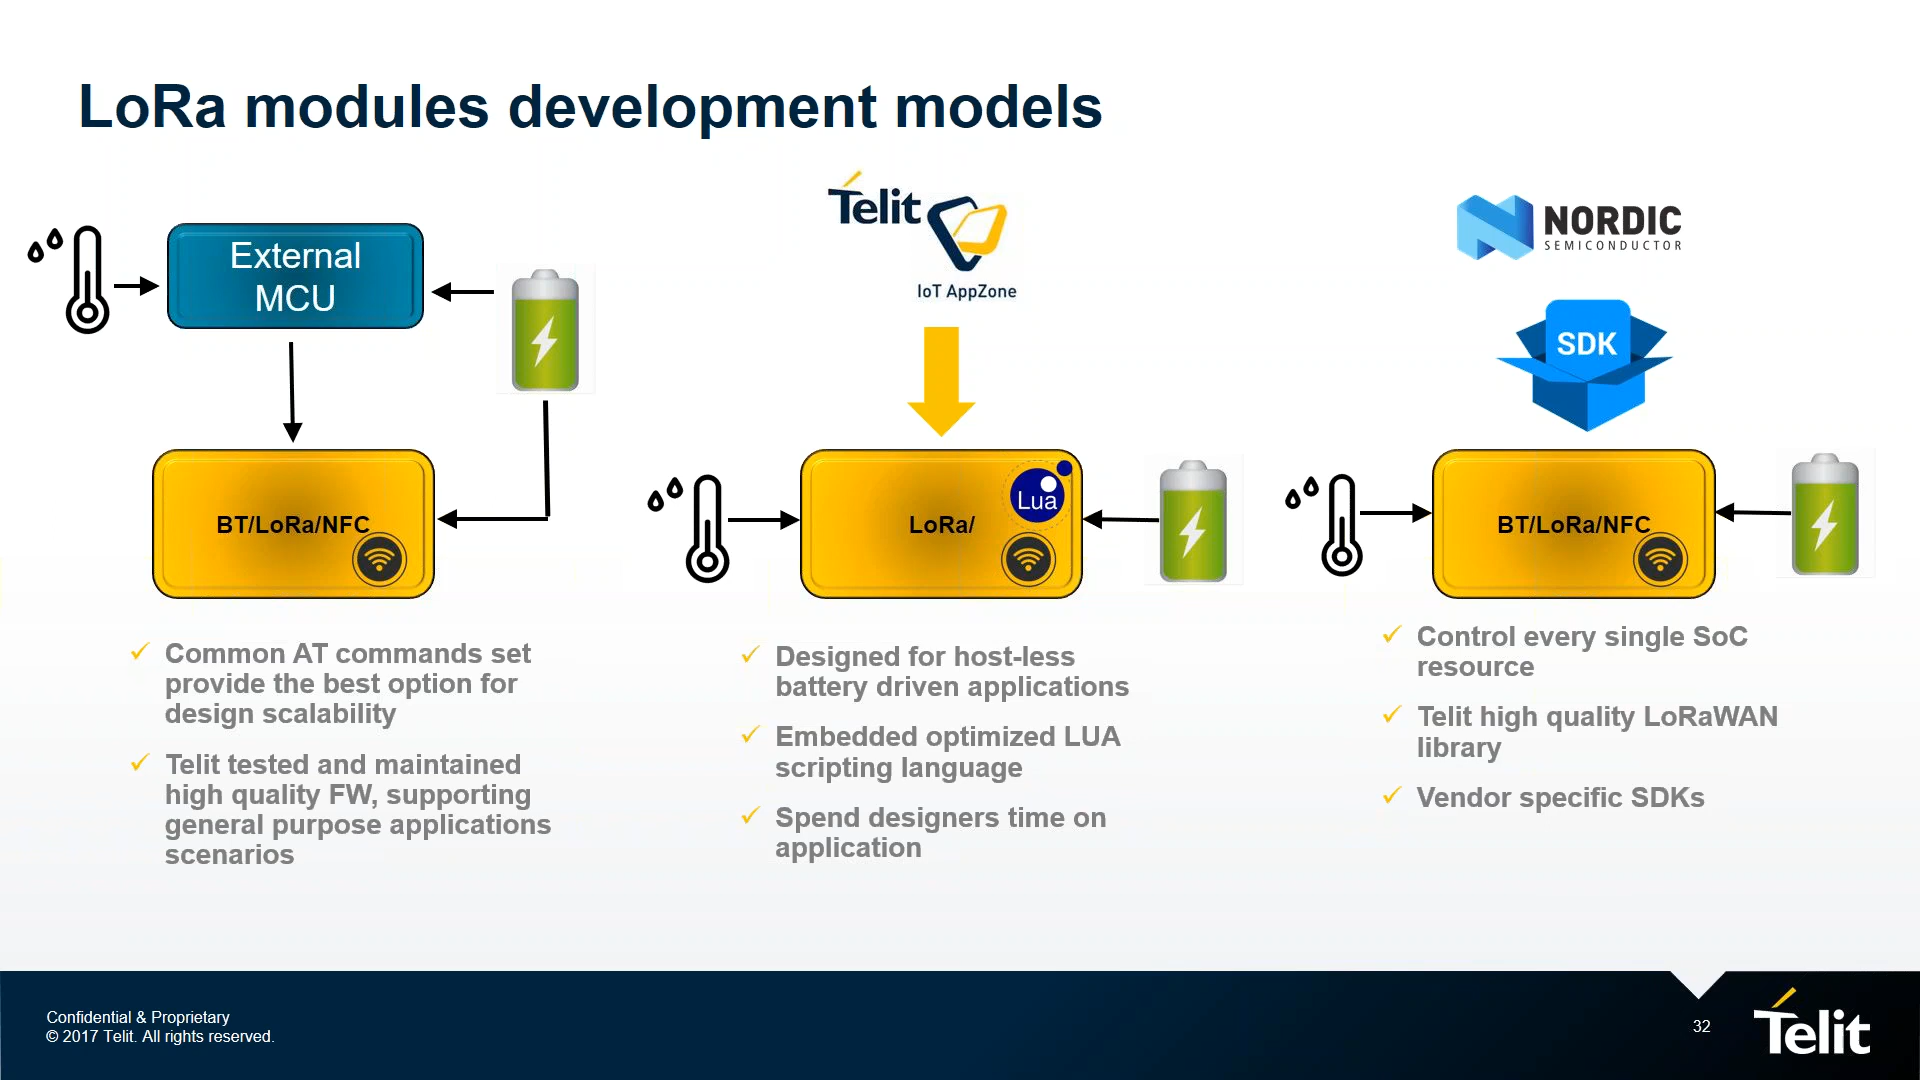 LoRa modules development models
External
MCU
BT/LoRa/NFC
Common AT commands set
provide the best option for
design scalability
Telit tested and maintained
high quality FW, supporting
general purpose applications
scenarios
Telit
IoT AppZone
LoRa/
Lua
Designed for host-less
battery driven applications
Embedded optimized LUA
scripting language
Spend designers time on
application
NORDIC
SEMICONDUCTOR
SDK
BT/LoRa/NFC
Control every single SoC
resource
Telit high quality LoRaWAN
library
Vendor specific SDKs
Confidential & Proprietary
© 2017 Telit. All rights reserved.
32
Telit